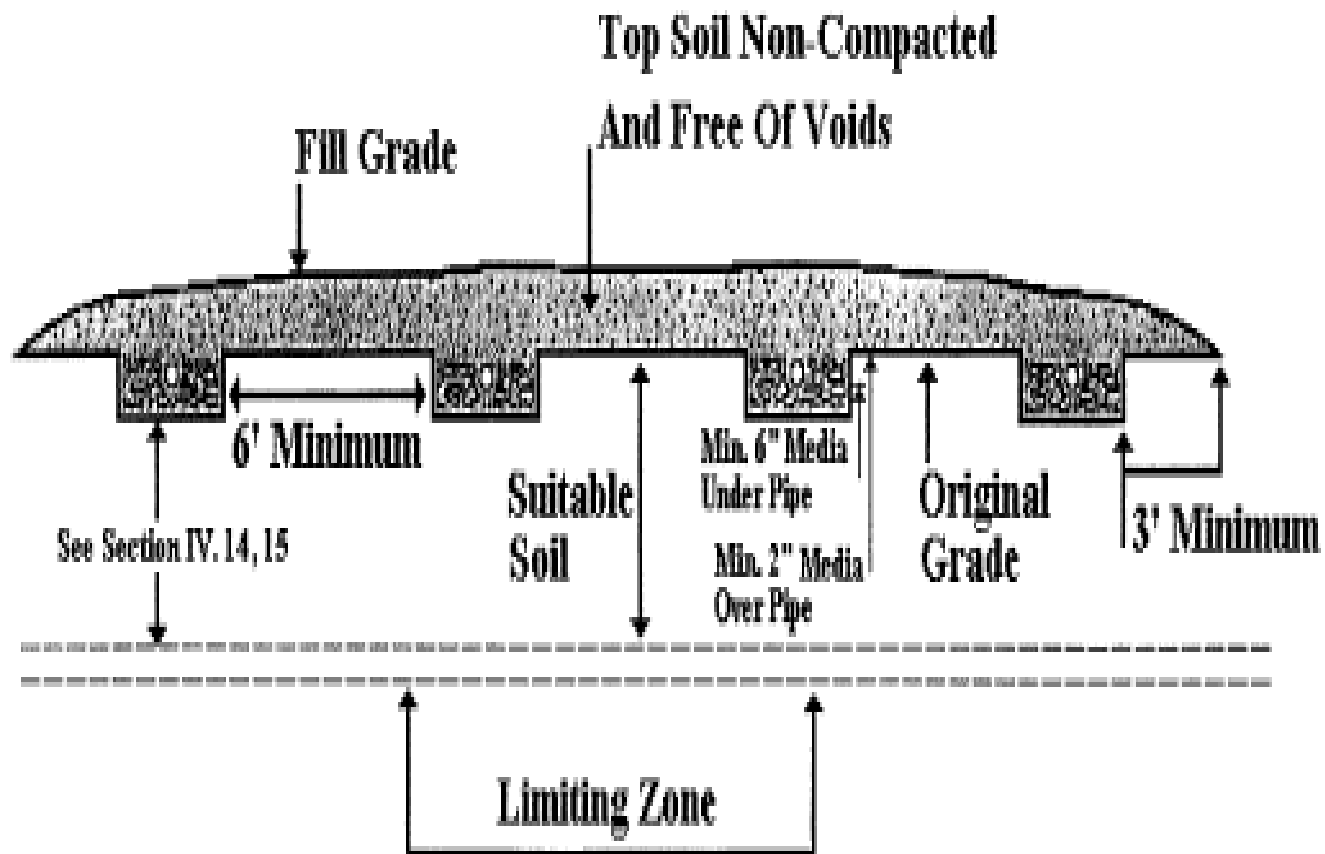 Top Soil Non-Compacted
And Free Of Voids
Fill Grade
6' Minimum
See Section IV. 14, 15
Suitable
Soil
Min. 6" Media
Under Pipe
Min. 2" Media
Over Pipe
Original
Grade
3' Minimum
Limiting Zone